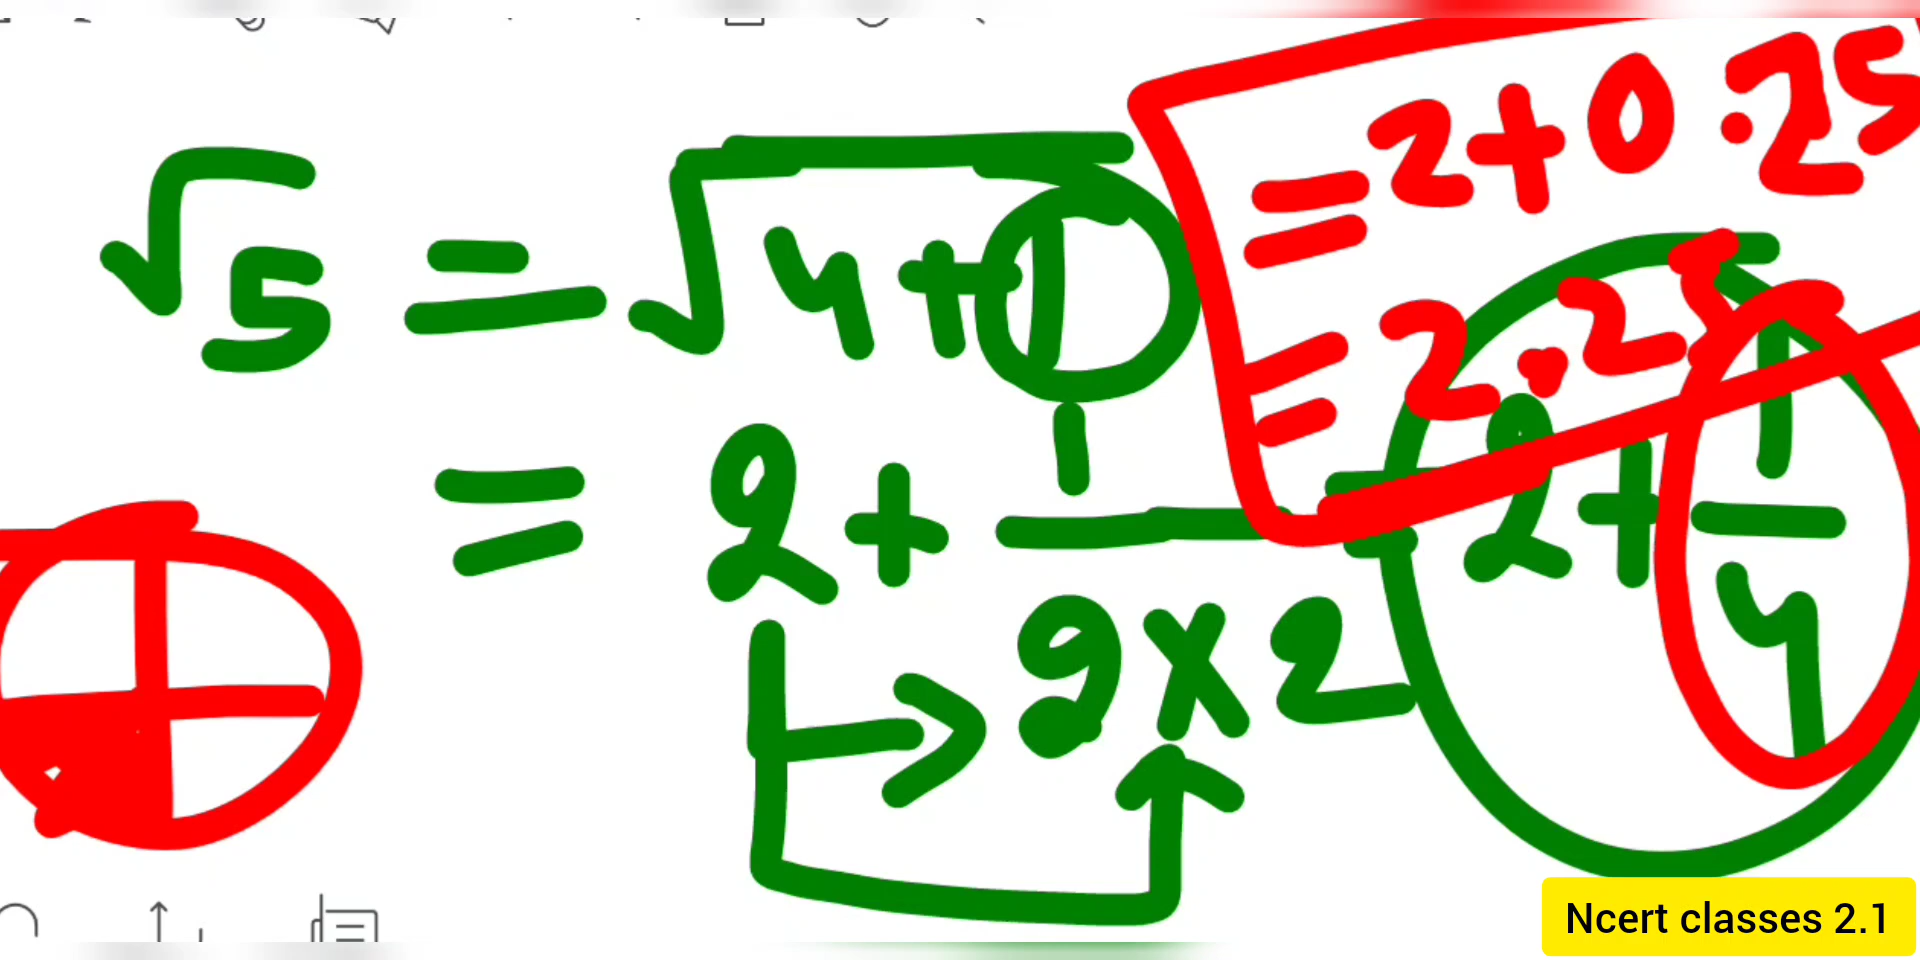 √5 = √4+1
= 2 + 1/(2×2) = 2 + 1/4
= 2+0.25
= 2.25
Ncert classes 2.1